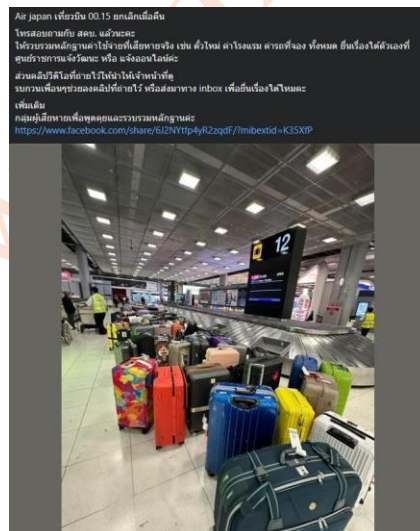 Air japan เที่ยวบิน 00.15 ยกเลิกเมื่อคืน
โทรสอบถามกับ สคบ. แล้วนะคะ
ให้รวบรวมหลักฐานค่าใช้จ่ายที่เสียหายจริง เช่น ตั๋วใหม่ ค่าโรงแรม ค่ารถที่จอง ทั้งหมด ยื่นเรื่องได้ด้วยตัวเองที่
ศูนย์ราชการแจ้งวัฒนะ หรือ แจ้งออนไลน์ค่ะ
ส่วนคลิปวิดีโอที่ถ่ายไว้ให้นำให้เจ้าหน้าที่ดู
รบกวนเพื่อนๆช่วยลงคลิปที่ถ่ายไว้ หรือส่งมาทาง inbox เพื่อยื่นเรื่องได้ไหมคะ
เพิ่มเติม
กลุ่มผู้เสียหายเพื่อพูดคุยและรวบรวมหลักฐานค่ะ
https://www.facebook.com/share/6J2NYtfp4yR2zqdF/?mibextid=K35XfP
12